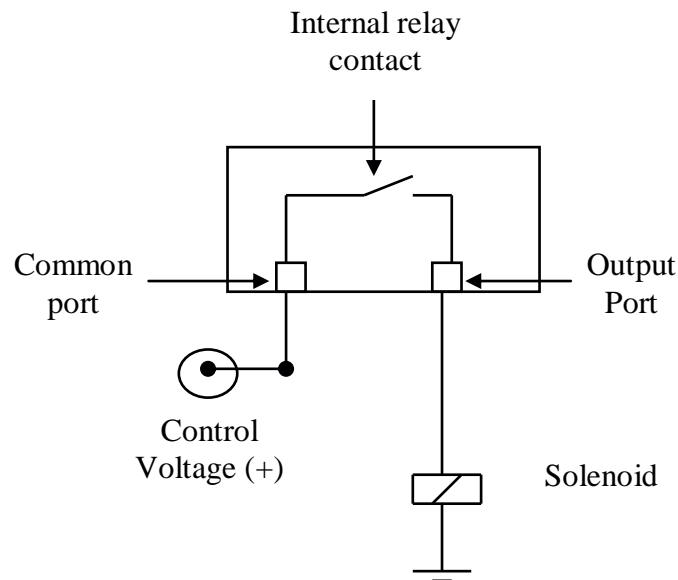 Internal relay
contact
Common
port
Output
Port
Control
Voltage (+)
Solenoid